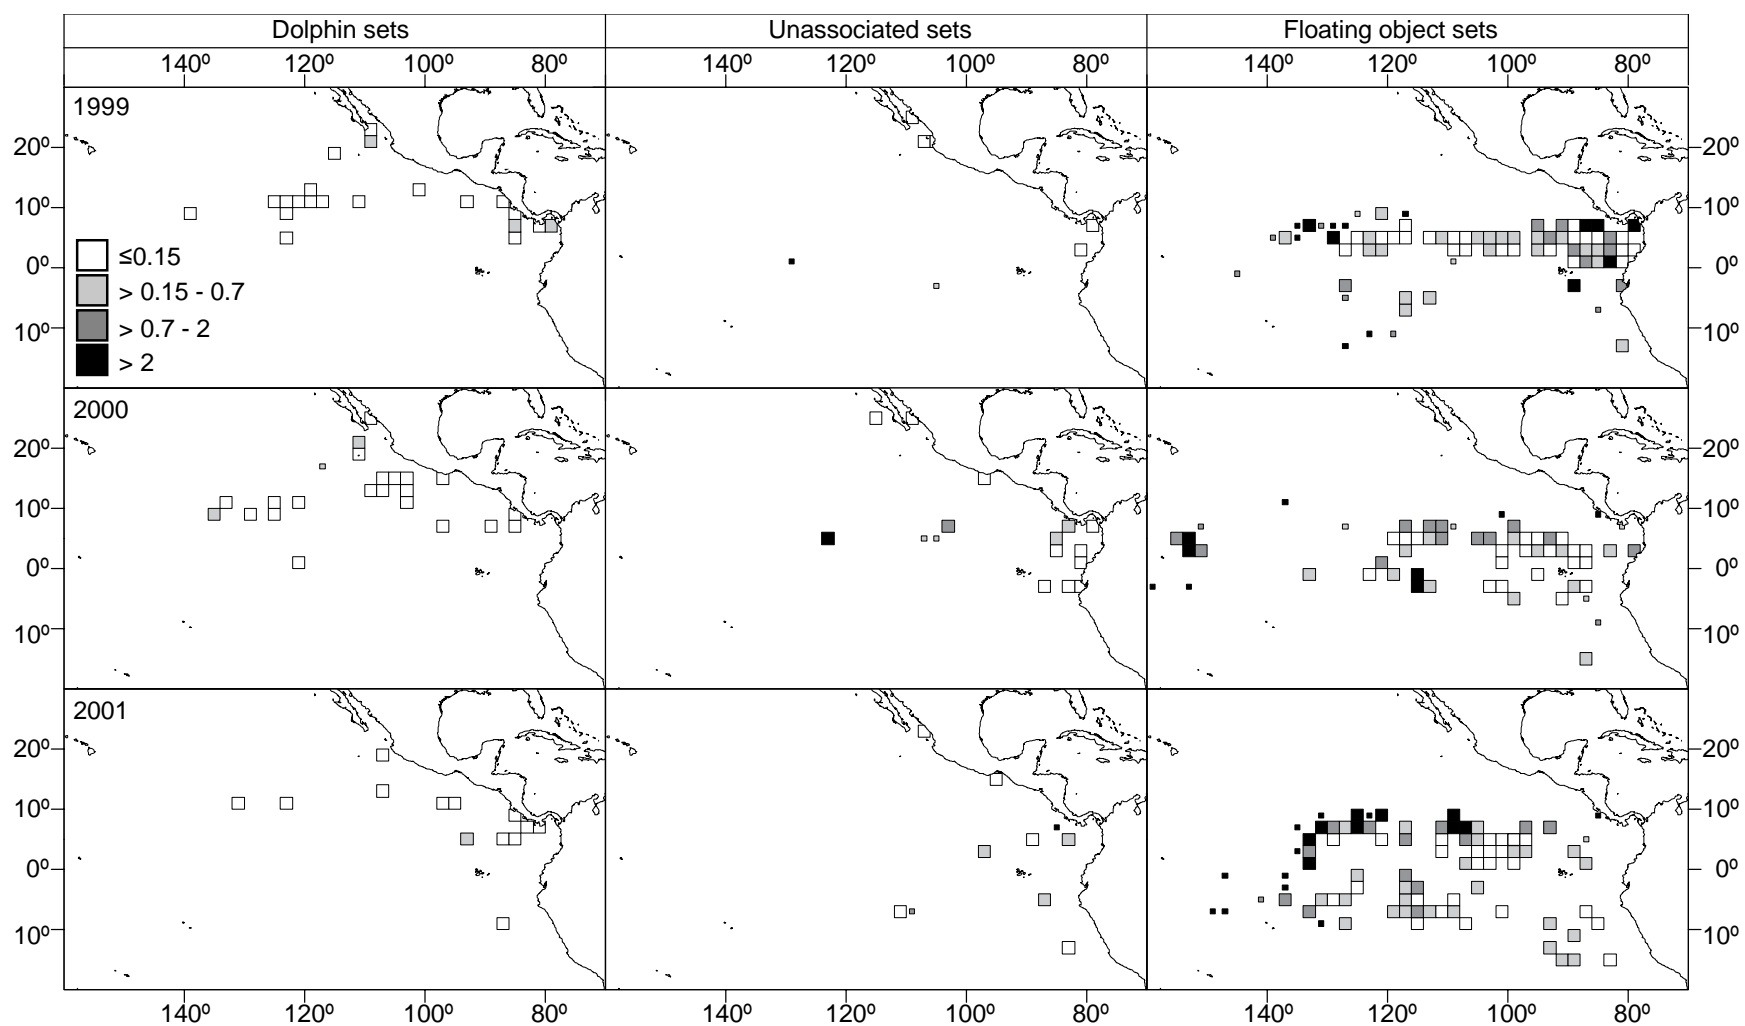 Dolphin sets Unassociated sets Floating object sets
140º 120º 100º 80º 140º 120º 100º 80º 140º 120º 100º 80º
1999
20º 20º
10º 10º
≤0.15
0º 0º
> 0.15 - 0.7
> 0.7 - 2
10º 10º
> 2
2000
20º 20º
10º 10º
0º 0º
10º 10º
2001
20º 20º
10º 10º
0º 0º
10º 10º
140º 120º 100º 80º 140º 120º 100º 80º 140º 120º 100º 80º